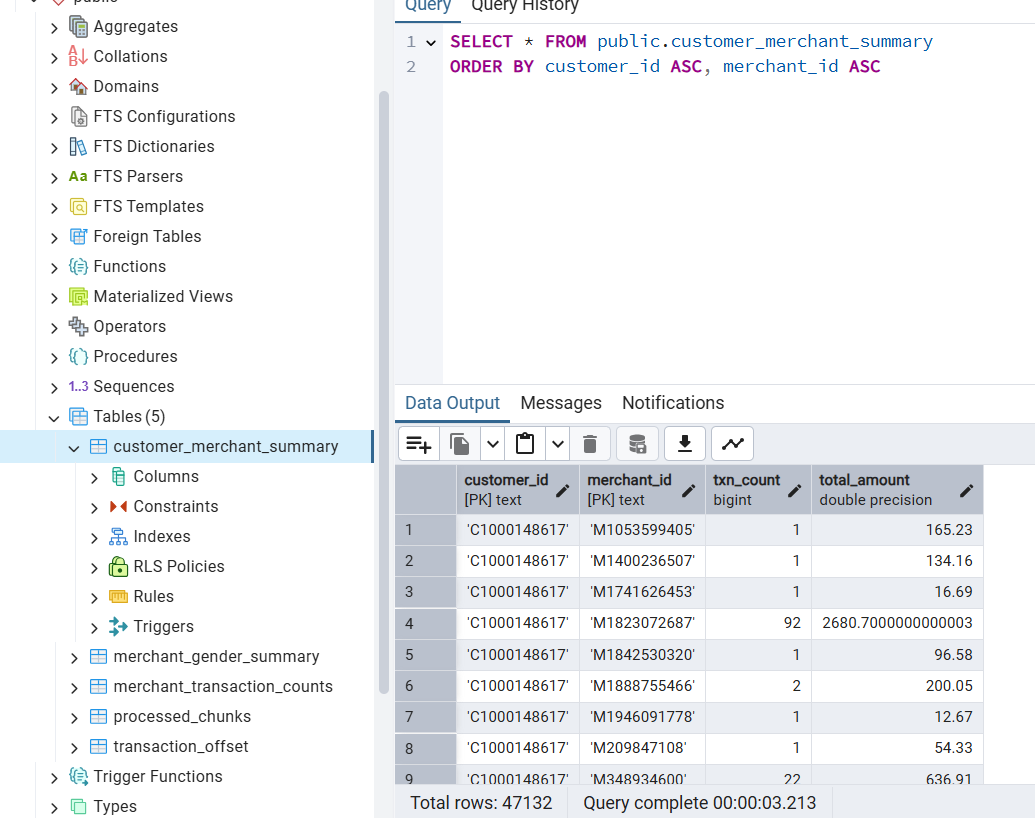 public
Aggregates
Collations
Domains
FTS Configurations
FTS Dictionaries
Aa FTS Parsers
FTS Templates
Foreign Tables
Functions
Materialized Views
Operators
Procedures
1..3 Sequences
Tables (5)
customer_merchant_summary
Columns
Constraints
Indexes
RLS Policies
Rules
Triggers
merchant_gender_summary
merchant_transaction_counts
processed_chunks
transaction_offset
Trigger Functions
Types
Query Query History
1 SELECT * FROM public.customer_merchant_summary
2 ORDER BY customer_id ASC, merchant_id ASC
Data Output Messages Notifications
customer_id merchant_id txn_count total_amount
[PK] text [PK] text bigint double precision
1 'C1000148617' 'M1053599405' 1 165.23
2 'C1000148617' 'M1400236507' 1 134.16
3 'C1000148617' 'M1741626453' 1 16.69
4 'C1000148617' 'M1823072687' 92 2680.7000000000003
5 'C1000148617' 'M1842530320' 1 96.58
6 'C1000148617' 'M1888755466' 2 200.05
7 'C1000148617' 'M1946091778' 1 12.67
8 'C1000148617' 'M209847108' 1 54.33
9 'C1000148617' 'M348934600' 22 636.91
Total rows: 47132 Query complete 00:00:03.213